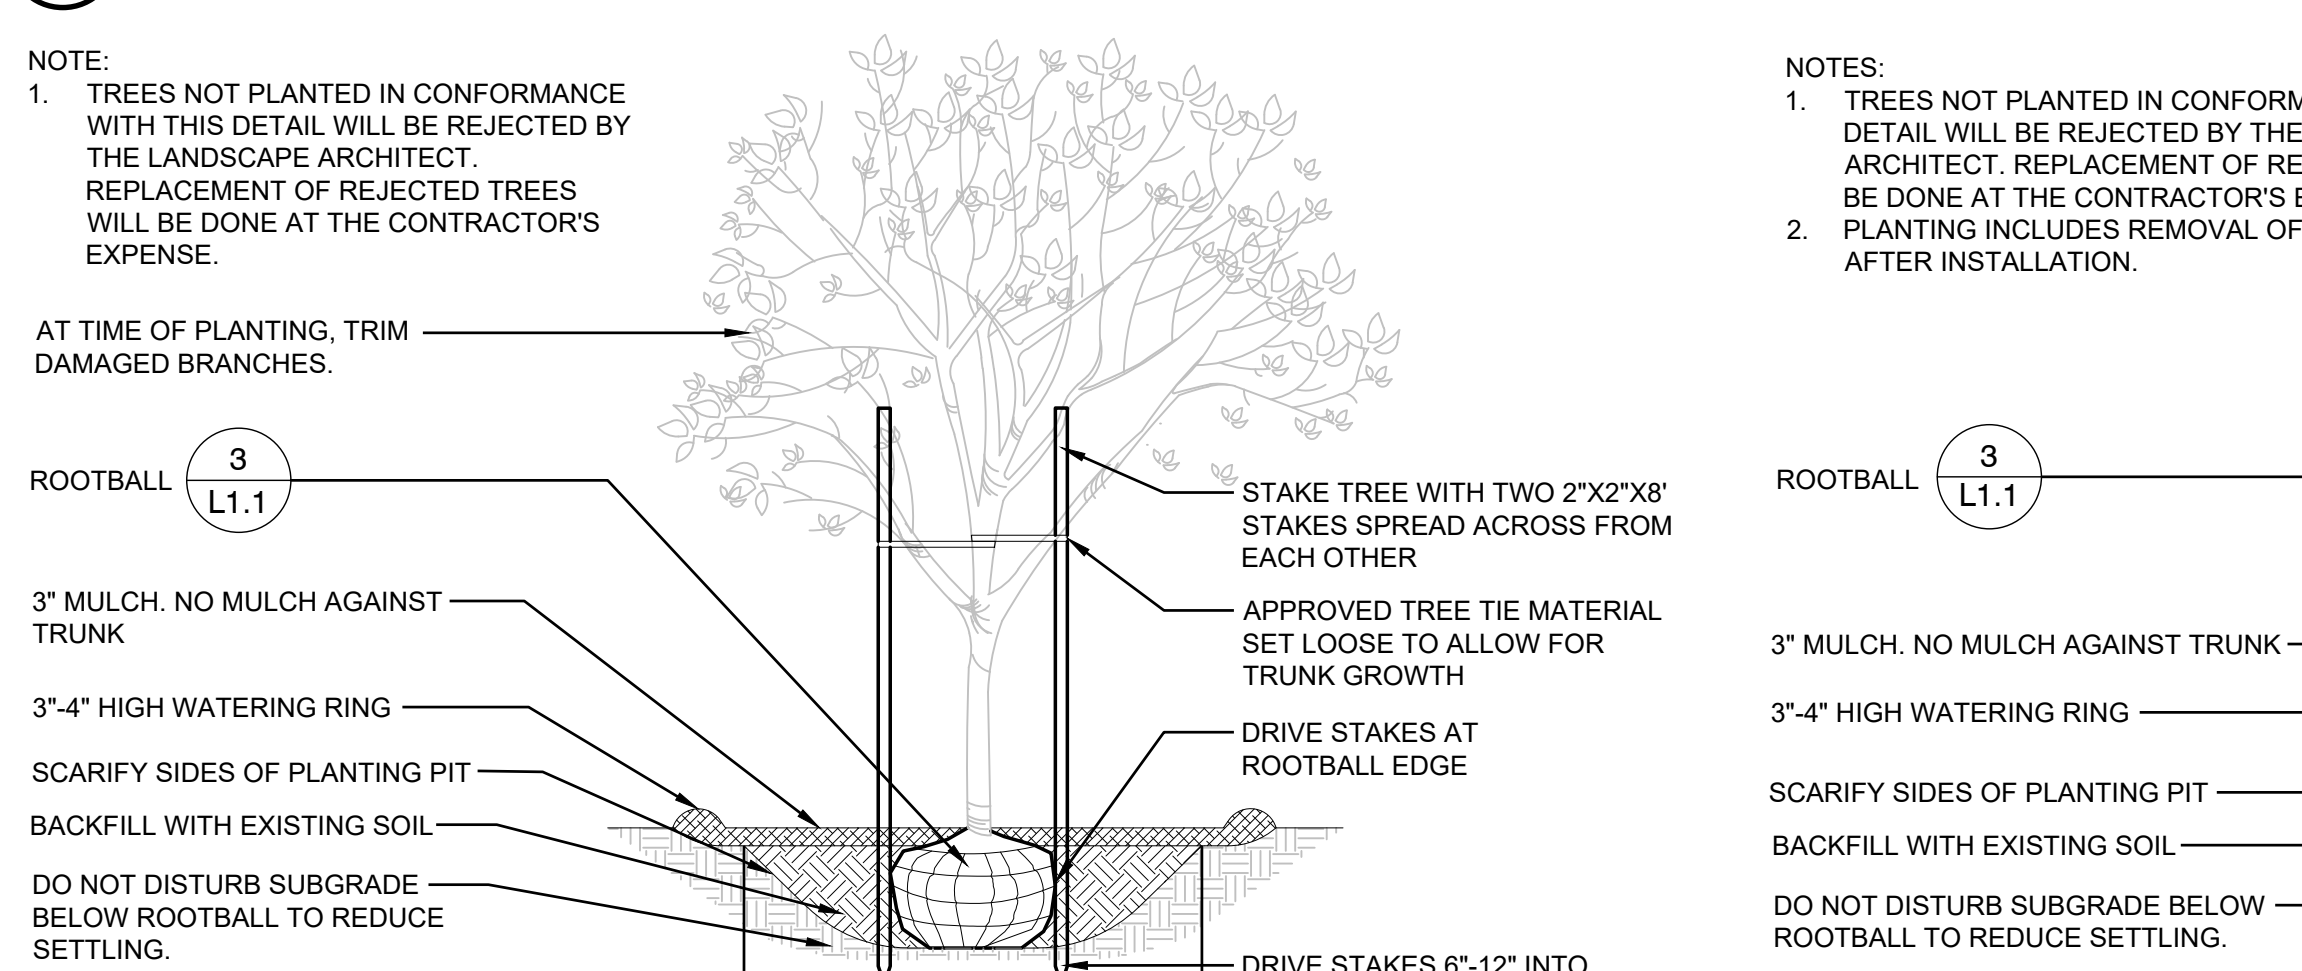 NOTE:
1. TREES NOT PLANTED IN CONFORMANCE
WITH THIS DETAIL WILL BE REJECTED BY
THE LANDSCAPE ARCHITECT.
REPLACEMENT OF REJECTED TREES
WILL BE DONE AT THE CONTRACTOR'S
EXPENSE.
AT TIME OF PLANTING, TRIM
DAMAGED BRANCHES.
ROOTBALL
3
L1.1
3" MULCH. NO MULCH AGAINST
TRUNK
3"-4" HIGH WATERING RING
SCARIFY SIDES OF PLANTING PIT
BACKFILL WITH EXISTING SOIL
DO NOT DISTURB SUBGRADE
BELOW ROOTBALL TO REDUCE
SETTLING.
STAKE TREE WITH TWO 2"X2"X8'
STAKES SPREAD ACROSS FROM
EACH OTHER
APPROVED TREE TIE MATERIAL
SET LOOSE TO ALLOW FOR
TRUNK GROWTH
DRIVE STAKES AT
ROOTBALL EDGE
DRIVE STAKES 6"-12" INTO
NOTES:
1. TREES NOT PLANTED IN
DETAIL WILL BE REJECTED BY THE
ARCHITECT. REPLACEMENT OF
BE DONE AT THE CONTRACTOR'S
2. PLANTING INCLUDES REMOVAL OF
AFTER INSTALLATION.
ROOTBALL
3
L1.1
3" MULCH. NO MULCH AGAINST TRUNK
3"-4" HIGH WATERING RING
SCARIFY SIDES OF PLANTING PIT
BACKFILL WITH EXISTING SOIL
DO NOT DISTURB SUBGRADE BELOW
ROOTBALL TO REDUCE SETTLING.